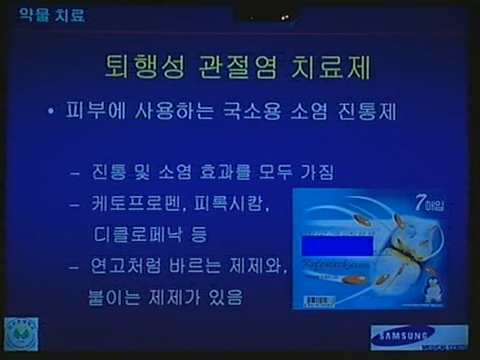 약물 치료
퇴행성 관절염 치료제
• 피부에 사용하는 국소용 소염 진통제
– 진통 및 소염 효과를 모두 가짐
– 케토프로펜, 피록시캄,
디클로페낙 등
– 연고처럼 바르는 제제와,
붙이는 제제가 있음
7매입
SAMSUNG